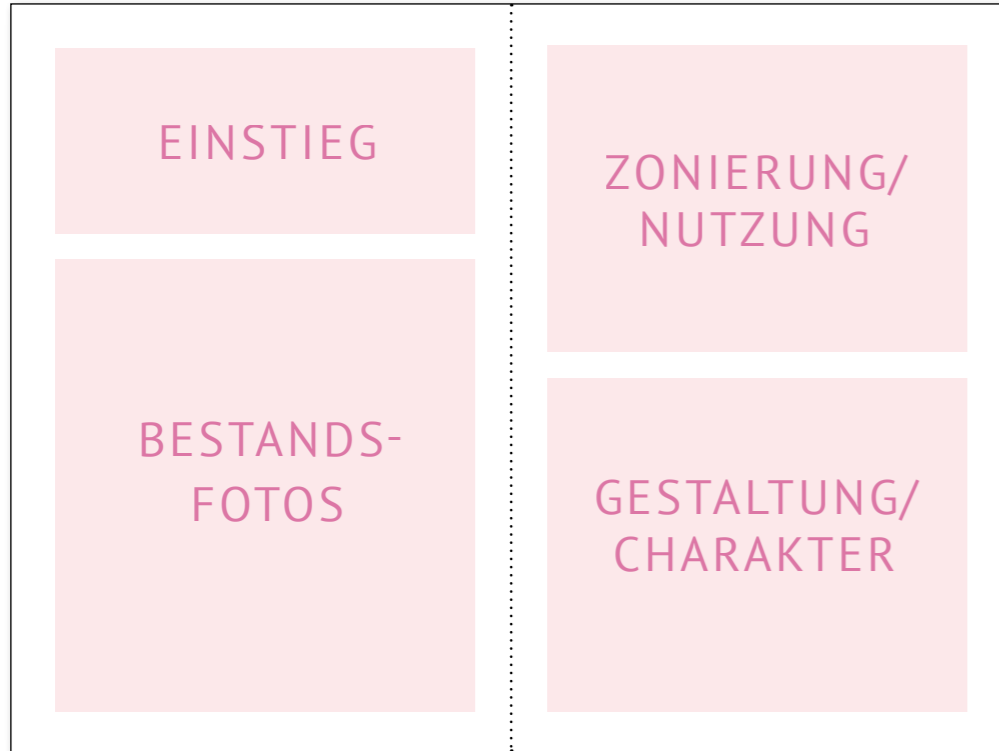 EINSTIEG
BESTANDS-
FOTOS
ZONIERUNG/
NUTZUNG
GESTALTUNG/
CHARAKTER